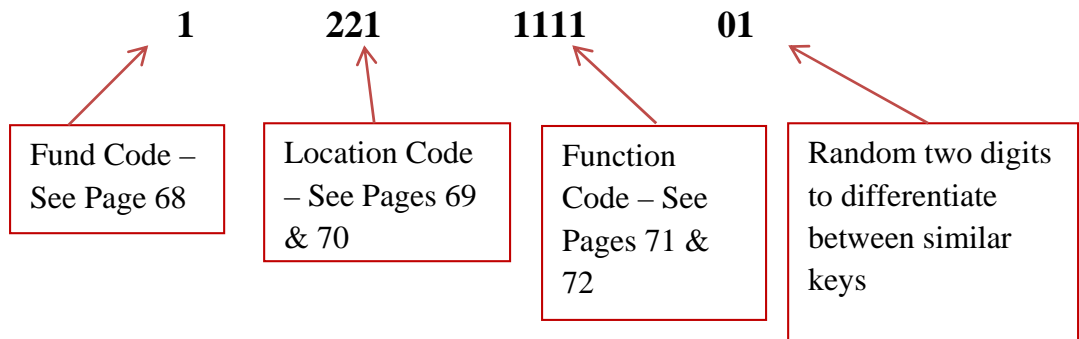 1 221 1111 01
Fund Code –
See Page 68
Location Code
– See Pages 69
& 70
Function
Code – See
Pages 71 &
72
Random two digits
to differentiate
between similar
keys